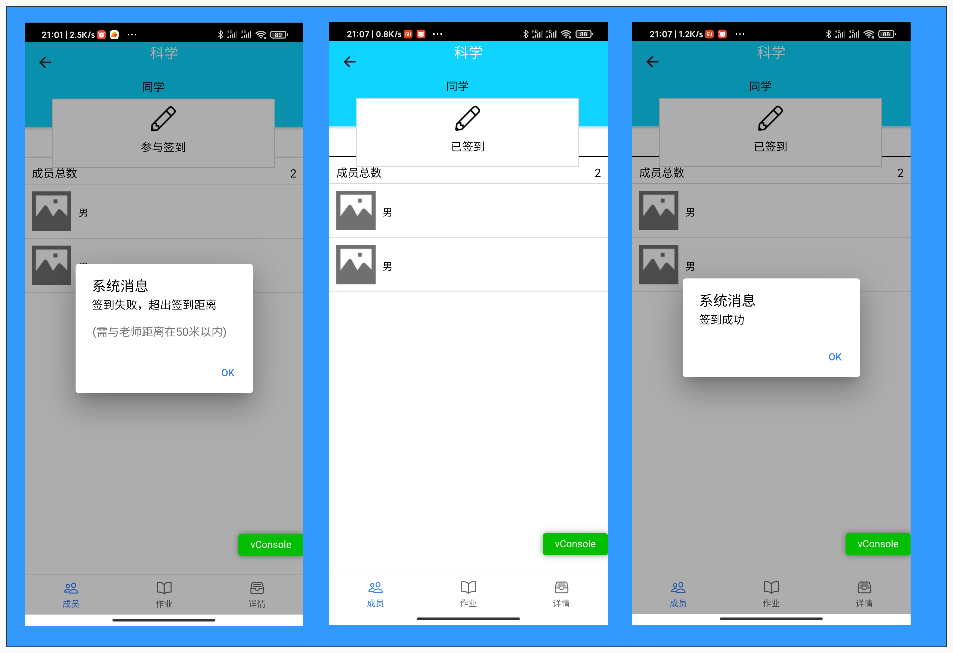 21:01 | 2.5K/s ··· 89
科学
同学
参与签到
成员总数 2
男
系统消息
签到失败，超出签到距离
(需与老师距离在50米以内)
OK
vConsole
成员 作业 详情
21:07 | 0.8K/s ··· 88
科学
同学
已签到
成员总数 2
男
男
vConsole
成员 作业 详情
21:07 | 1.2K/s ··· 88
科学
同学
已签到
成员总数 2
男
男
系统消息
签到成功
OK
vConsole
成员 作业 详情